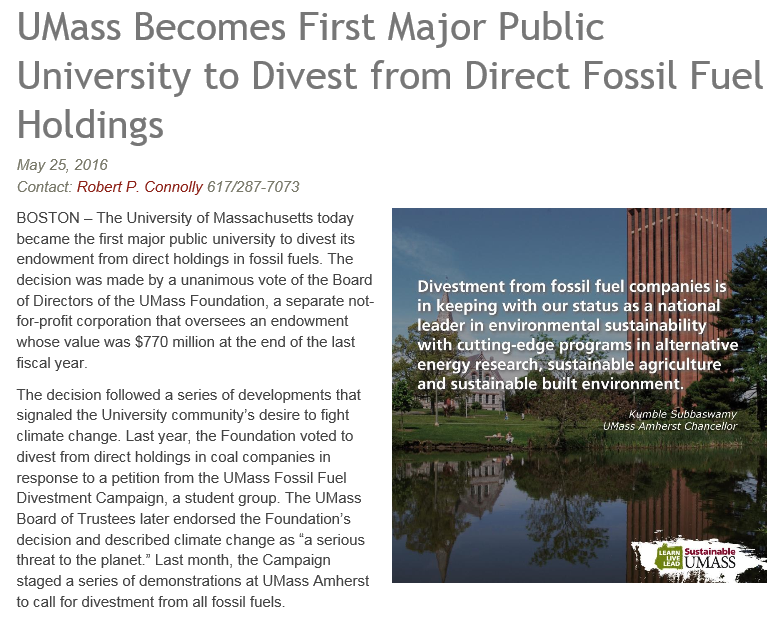 UMass Becomes First Major Public
University to Divest from Direct Fossil Fuel
Holdings
May 25, 2016
Contact: Robert P. Connolly 617/287-7073
BOSTON – The University of Massachusetts today
became the first major public university to divest its
endowment from direct holdings in fossil fuels. The
decision was made by a unanimous vote of the Board
of Directors of the UMass Foundation, a separate not-
for-profit corporation that oversees an endowment
whose value was $770 million at the end of the last
fiscal year.
The decision followed a series of developments that
signaled the University community’s desire to fight
climate change. Last year, the Foundation voted to
divest from direct holdings in coal companies in
response to a petition from the UMass Fossil Fuel
Divestment Campaign, a student group. The UMass
Board of Trustees later endorsed the Foundation’s
decision and described climate change as “a serious
threat to the planet.” Last month, the Campaign
staged a series of demonstrations at UMass Amherst
to call for divestment from all fossil fuels.
Divestment from fossil fuel companies is
in keeping with our status as a national
leader in environmental sustainability
with cutting-edge programs in alternative
energy research, sustainable agriculture
and sustainable built environment.
Kumble Subbaswamy
UMass Amherst Chancellor
LEARN
LIVE
LEAD
Sustainable
UMASS